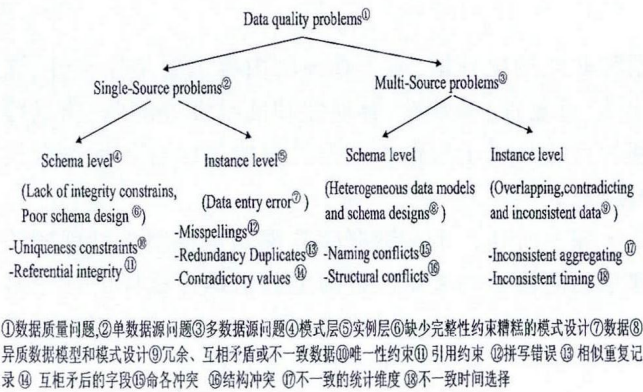 Data quality problems①
Single-Source problems② Multi-Source problems③
Schema level④ Instance level⑤ Schema level Instance level
(Lack of integrity constrains, Poor schema design ⑥)
(Data entry error⑦ )
(Heterogeneous data models and schema designs⑧ )
(Overlapping,contradicting and inconsistent data⑨ )
-Uniqueness constraints⑩
-Referential integrity ⑪
-Misspellings⑫
-Redundancy Duplicates⑬
-Contradictory values ⑭
-Naming conflicts⑮
-Structural conflicts⑯
-Inconsistent aggregating ⑰
-Inconsistent timing ⑱
①数据质量问题,②单数据源问题③多数据源问题④模式层⑤实例层⑥缺少完整性约束糟糕的模式设计⑦数据⑧
异质数据模型和模式设计⑨冗余、互相矛盾或不一致数据⑩唯一性约束⑪ 引用约束 ⑫拼写错误 ⑬ 相似重复记
录⑭ 互柜矛后的字段⑮命各冲突 ⑯结构冲突 ⑰不一致的统计维度 ⑱不一致时间选择